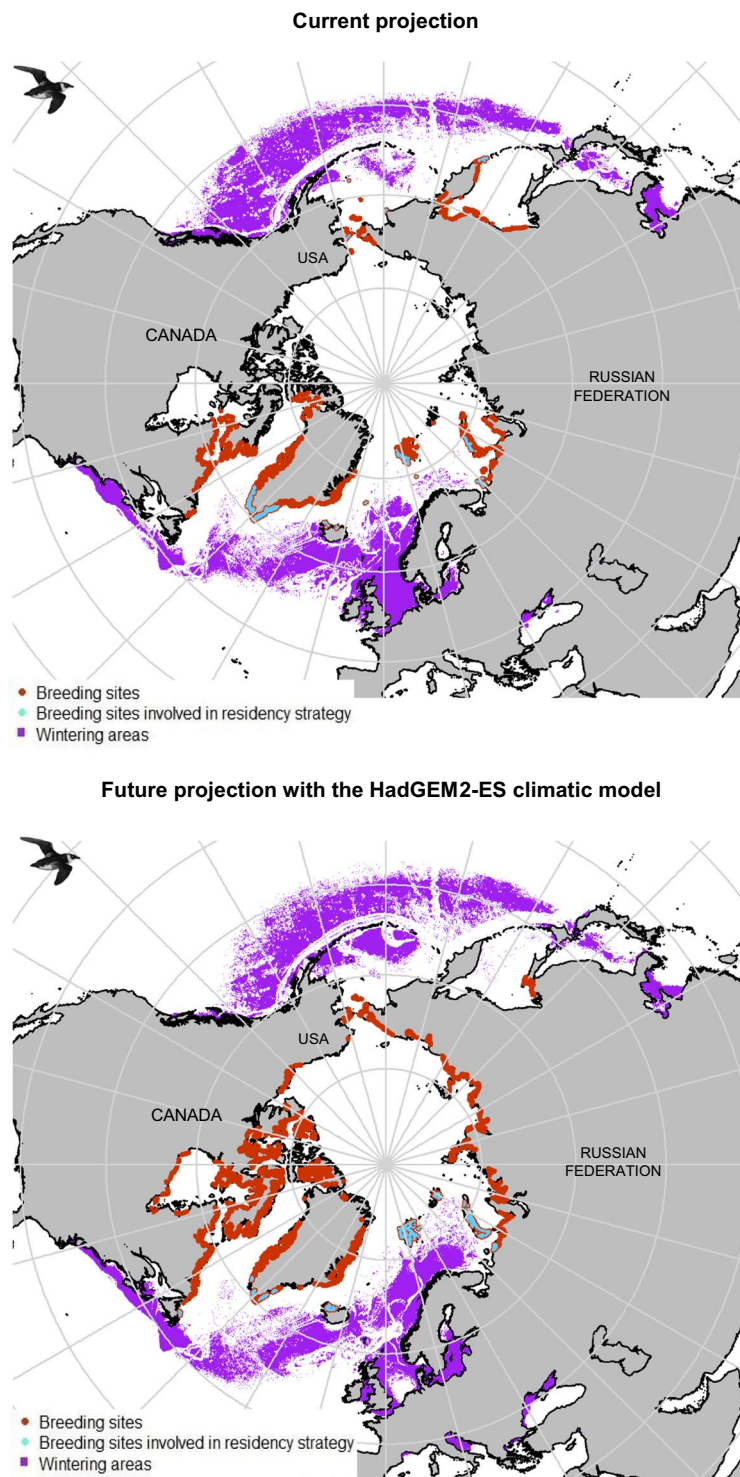 Current projection
USA
CANADA
RUSSIAN
FEDERATION
Breeding sites
Breeding sites involved in residency strategy
Wintering areas
Future projection with the HadGEM2-ES climatic model
USA
CANADA
RUSSIAN
FEDERATION
Breeding sites
Breeding sites involved in residency strategy
Wintering areas